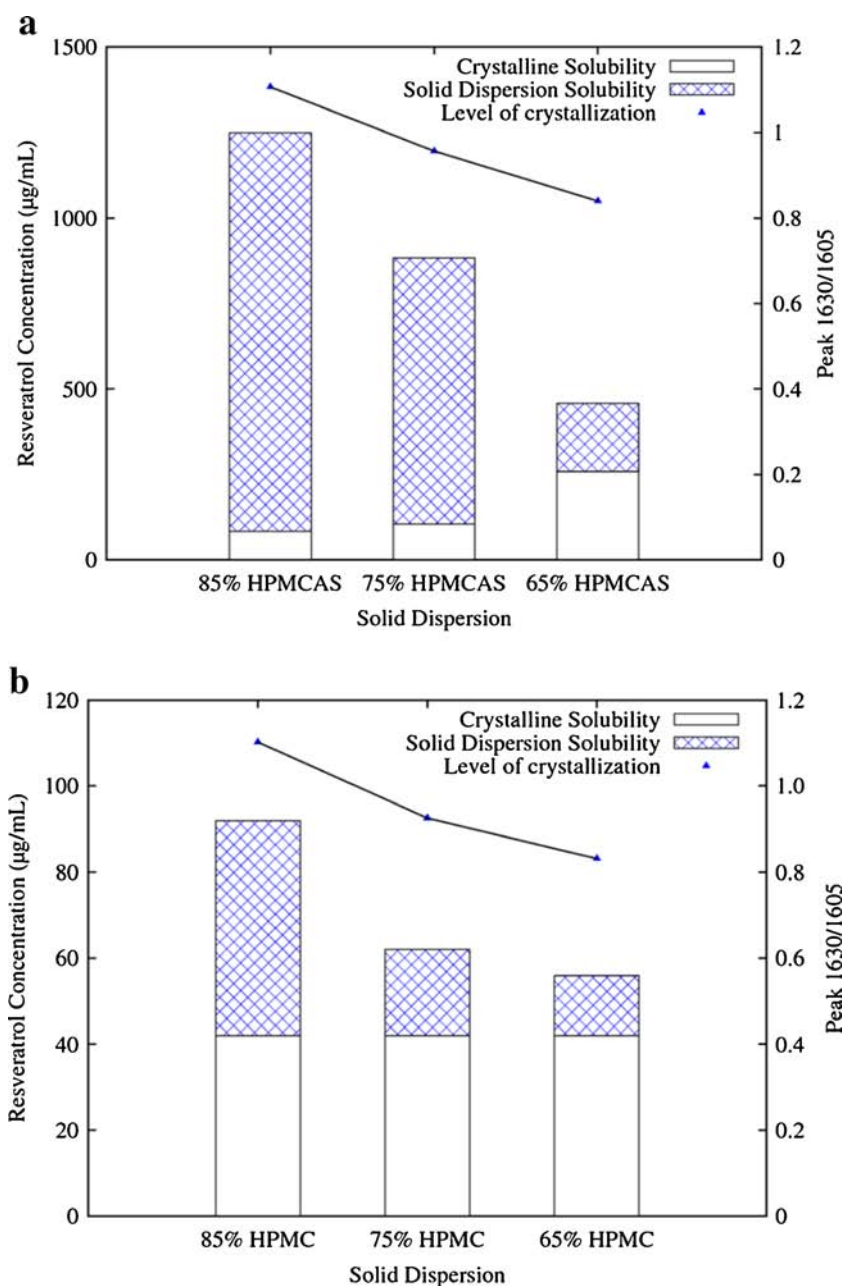 a
1500
1000
500
0
Resveratrol Concentration (µg/mL)
Crystalline Solubility
Solid Dispersion Solubility
Level of crystallization
1.2
1
0.8
0.6
0.4
0.2
0
Peak 1630/1605
85% HPMCAS 75% HPMCAS 65% HPMCAS
Solid Dispersion
b
120
100
80
60
40
20
0
Resveratrol Concentration (µg/mL)
Crystalline Solubility
Solid Dispersion Solubility
Level of crystallization
1.2
1.0
0.8
0.6
0.4
0.2
0
Peak 1630/1605
85% HPMC 75% HPMC 65% HPMC
Solid Dispersion